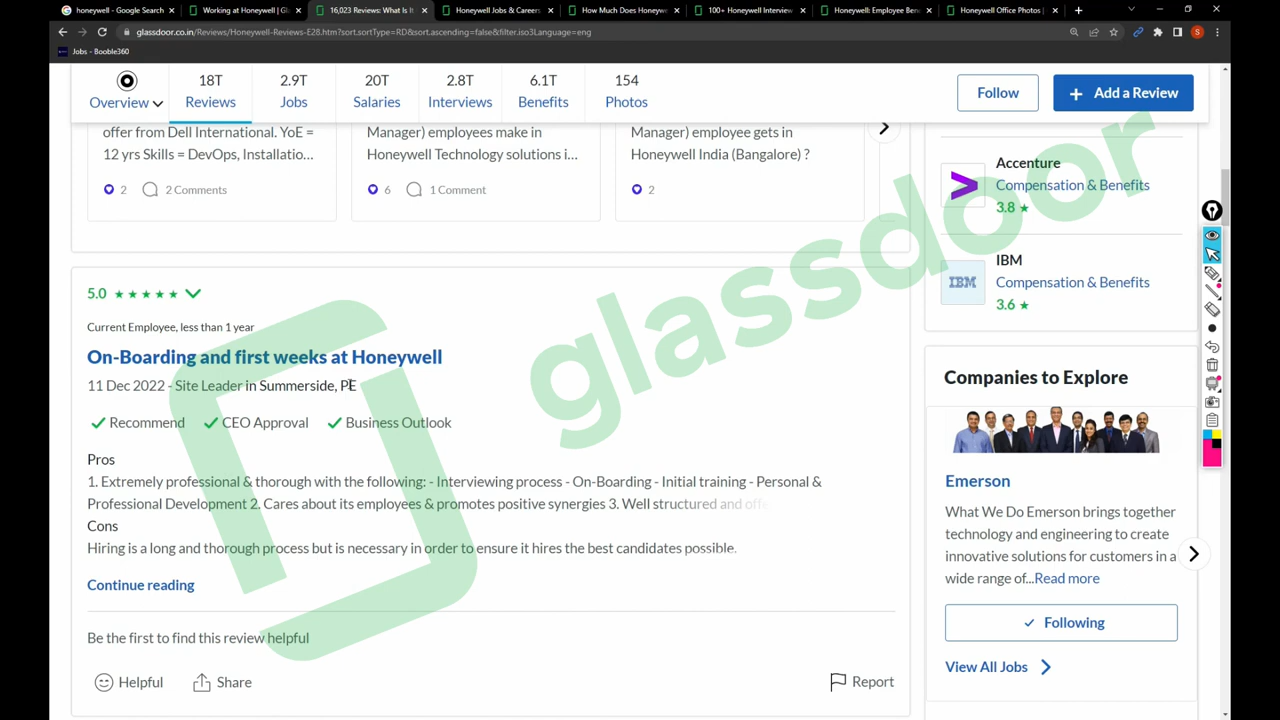 honeywell - Google Search
Working at Honeywell | Gl
16,023 Reviews: What Is It
Honeywell Jobs & Careers
How Much Does Honeyw
100+ Honeywell Interview
Honeywell: Employee Ben
Honeywell Office Photos |
glassdoor.co.in/Reviews/Honeywell-Reviews-E28.htm?sort.sortType=RD&sort.ascending=false&filter.iso3Language=eng
S
Jobs - Booble360
Overview
18T
Reviews
2.9T
Jobs
20T
Salaries
2.8T
Interviews
6.1T
Benefits
154
Photos
Follow
+ Add a Review
offer from Dell International. YoE =
12 yrs Skills = DevOps, Installatio...
2 2 Comments
Manager) employees make in
Honeywell Technology solutions i...
6 1 Comment
Manager) employee gets in
Honeywell India (Bangalore) ?
2
Accenture
Compensation & Benefits
3.8 ★
IBM
IBM
Compensation & Benefits
3.6 ★
glassdoor
5.0 ★ ★ ★ ★ ★
Current Employee, less than 1 year
On-Boarding and first weeks at Honeywell
11 Dec 2022 - Site Leader in Summerside, PE
Recommend CEO Approval Business Outlook
Pros
1. Extremely professional & thorough with the following: - Interviewing process - On-Boarding - Initial training - Personal &
Professional Development 2. Cares about its employees & promotes positive synergies 3. Well structured and offe
Cons
Hiring is a long and thorough process but is necessary in order to ensure it hires the best candidates possible.
Continue reading
Be the first to find this review helpful
Helpful Share
Report
Companies to Explore
Emerson
What We Do Emerson brings together
technology and engineering to create
innovative solutions for customers in a
wide range of...Read more
Following
View All Jobs